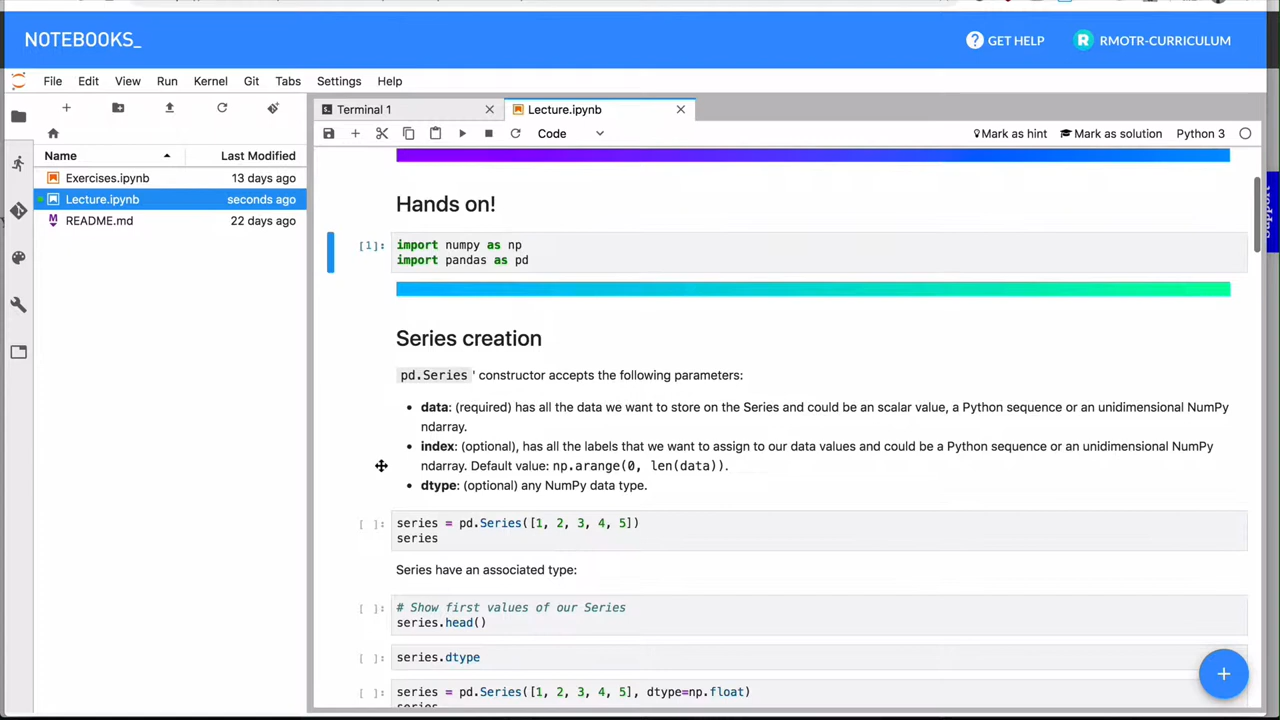 NOTEBOOKS_
GET HELP
R RMOTR-CURRICULUM
File Edit View Run Kernel Git Tabs Settings Help
Terminal 1
Lecture.ipynb
Code
Mark as hint
Mark as solution
Python 3
Name
Last Modified
Exercises.ipynb 13 days ago
Lecture.ipynb seconds ago
README.md 22 days ago
Support
Hands on!
[1]: import numpy as np
import pandas as pd
Series creation
pd.Series ' constructor accepts the following parameters:
• data: (required) has all the data we want to store on the Series and could be an scalar value, a Python sequence or an unidimensional NumPy
ndarray.
• index: (optional), has all the labels that we want to assign to our data values and could be a Python sequence or an unidimensional NumPy
ndarray. Default value: np.arange(0, len(data)).
• dtype: (optional) any NumPy data type.
[ ]: series = pd.Series([1, 2, 3, 4, 5])
series
Series have an associated type:
[ ]: # Show first values of our Series
series.head()
[ ]: series.dtype
[ ]: series = pd.Series([1, 2, 3, 4, 5], dtype=np.float)
series